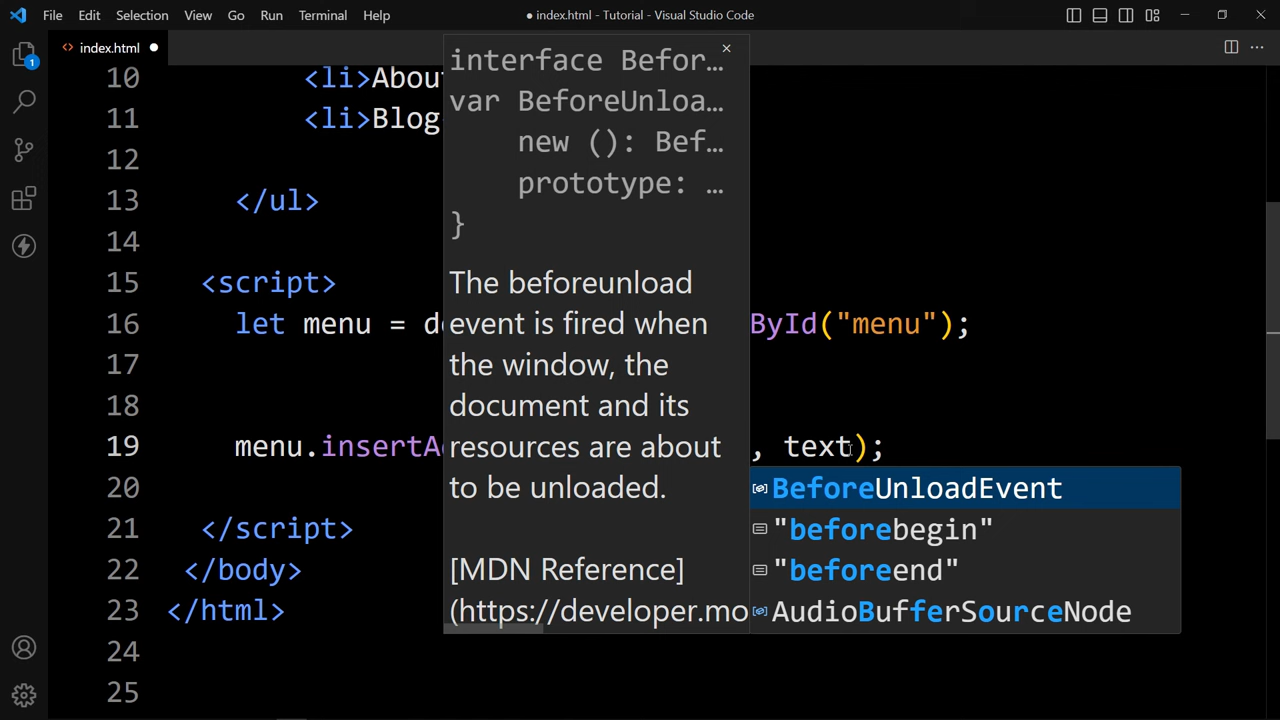 File Edit Selection View Go Run Terminal Help
● index.html - Tutorial - Visual Studio Code
<> index.html ●
1
10 <li>Abou
11 <li>Blog
12
13 </ul>
14
15 <script>
16 let menu = d ById("menu");
17
18
19 menu.insertA , text);
20
21 </script>
22 </body>
23 </html>
24
25
interface Befor…
var BeforeUnloa…
new (): Bef…
prototype: …
}
The beforeunload
event is fired when
the window, the
document and its
resources are about
to be unloaded.
[MDN Reference]
(https://developer.mo
BeforeUnloadEvent
"beforebegin"
"beforeend"
AudioBufferSourceNode